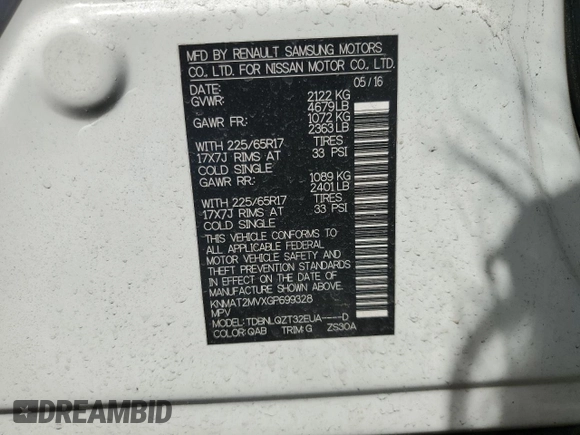 MFD BY RENAULT SAMSUNG MOTORS
CO., LTD. FOR NISSAN MOTOR CO., LTD.
DATE: 05/16
GVWR: 2122 KG
4679 LB
GAWR FR: 1072 KG
2363 LB
WITH 225/65R17 TIRES
17X7J RIMS AT 33 PSI
COLD SINGLE
GAWR RR: 1089 KG
2401 LB
WITH 225/65R17 TIRES
17X7J RIMS AT 33 PSI
COLD SINGLE
THIS VEHICLE CONFORMS TO
ALL APPLICABLE FEDERAL
MOTOR VEHICLE SAFETY AND
THEFT PREVENTION STANDARDS
IN EFFECT ON THE DATE OF
MANUFACTURE SHOWN ABOVE.
KNMAT2MVXGP699328
MPV
MODEL: TDBNLQZT32EUA----D
COLOR: QAB TRIM: G ZS30A
DREAMBID